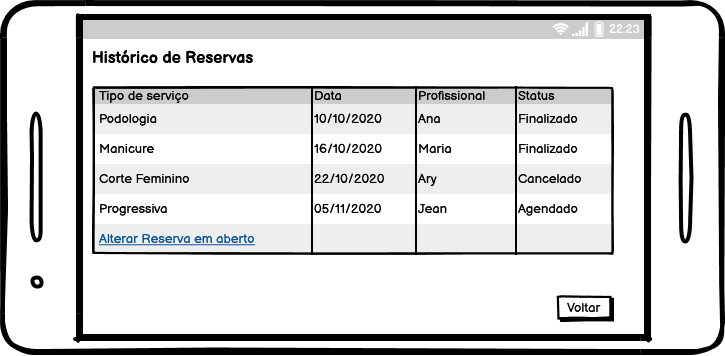 22:23
Histórico de Reservas
Tipo de serviço Data Profissional Status
Podologia 10/10/2020 Ana Finalizado
Manicure 16/10/2020 Maria Finalizado
Corte Feminino 22/10/2020 Ary Cancelado
Progressiva 05/11/2020 Jean Agendado
Alterar Reserva em aberto
Voltar